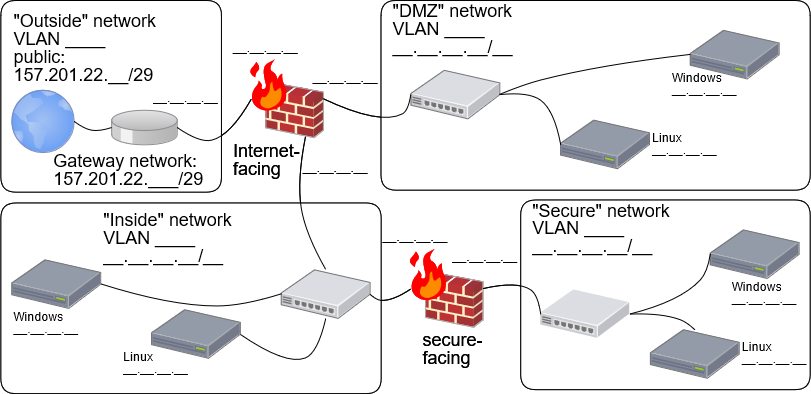 "Outside" network
VLAN ____
public:
157.201.22.__/29
__.__.__.__
Gateway network:
157.201.22.___/29
__.__.__.__
__.__.__.__
Internet-
facing
__.__.__.__
"DMZ" network
VLAN ____
__.__.__.__/__
Windows
__.__.__.__
Linux
__.__.__.__
"Inside" network
VLAN ____
__.__.__.__/__
Windows
__.__.__.__
Linux
__.__.__.__
__.__.__.__
__.__.__.__
secure-
facing
"Secure" network
VLAN ____
__.__.__.__/__
Windows
__.__.__.__
Linux
__.__.__.__